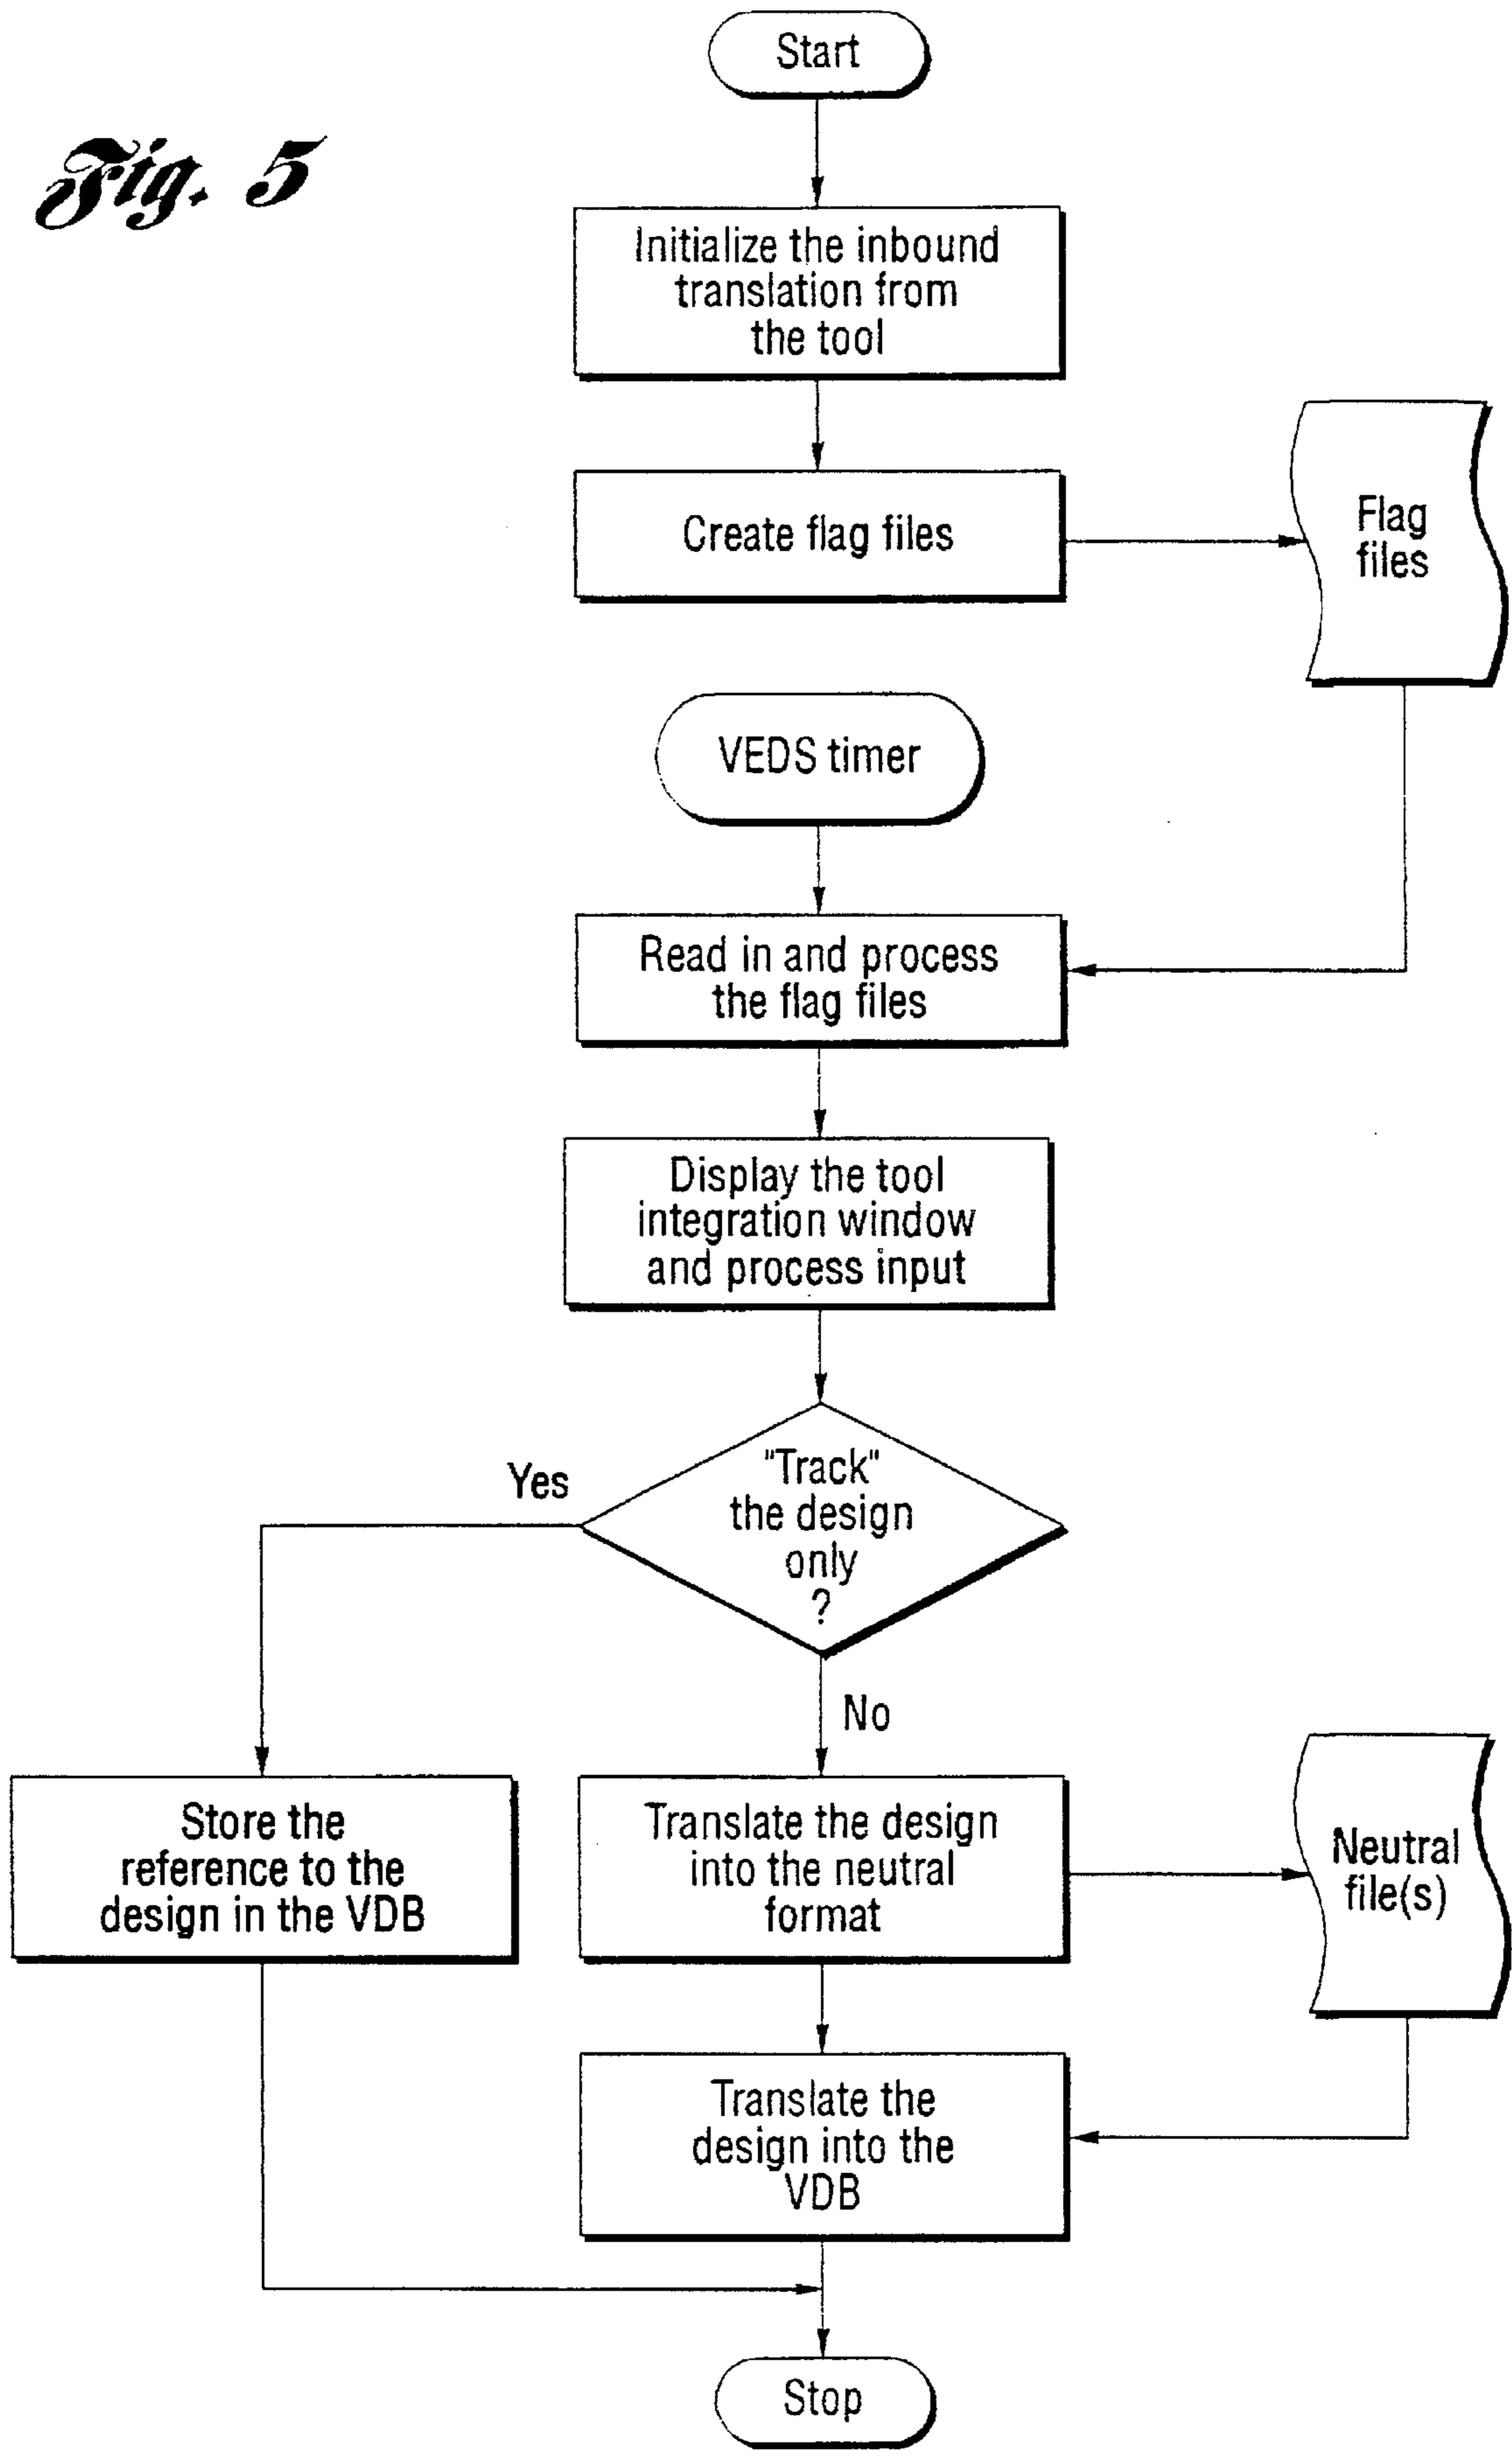 Start
Fig. 5
Initialize the inbound
translation from
the tool
Create flag files
Flag
files
VEDS timer
Read in and process
the flag files
Display the tool
integration window
and process input
"Track"
the design
only
?
Yes
No
Store the
reference to the
design in the VDB
Translate the design
into the neutral
format
Neutral
file(s)
Translate the
design into the
VDB
Stop